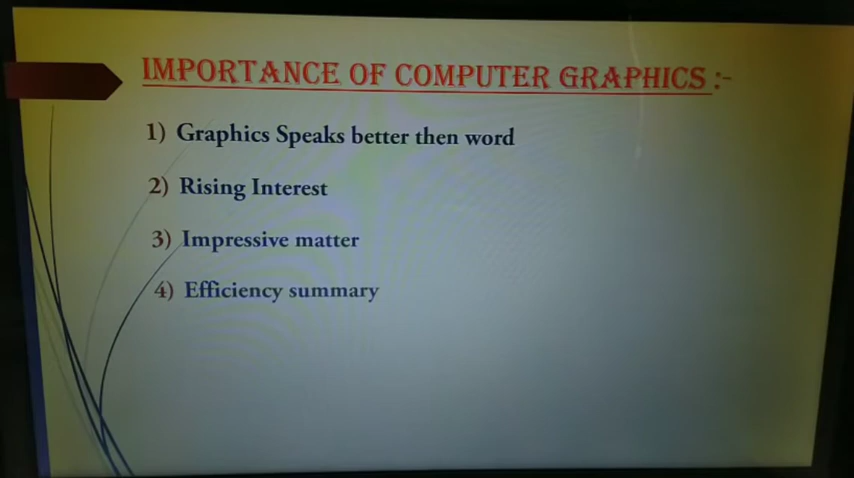 IMPORTANCE OF COMPUTER GRAPHICS :-
1) Graphics Speaks better then word
2) Rising Interest
3) Impressive matter
4) Efficiency summary